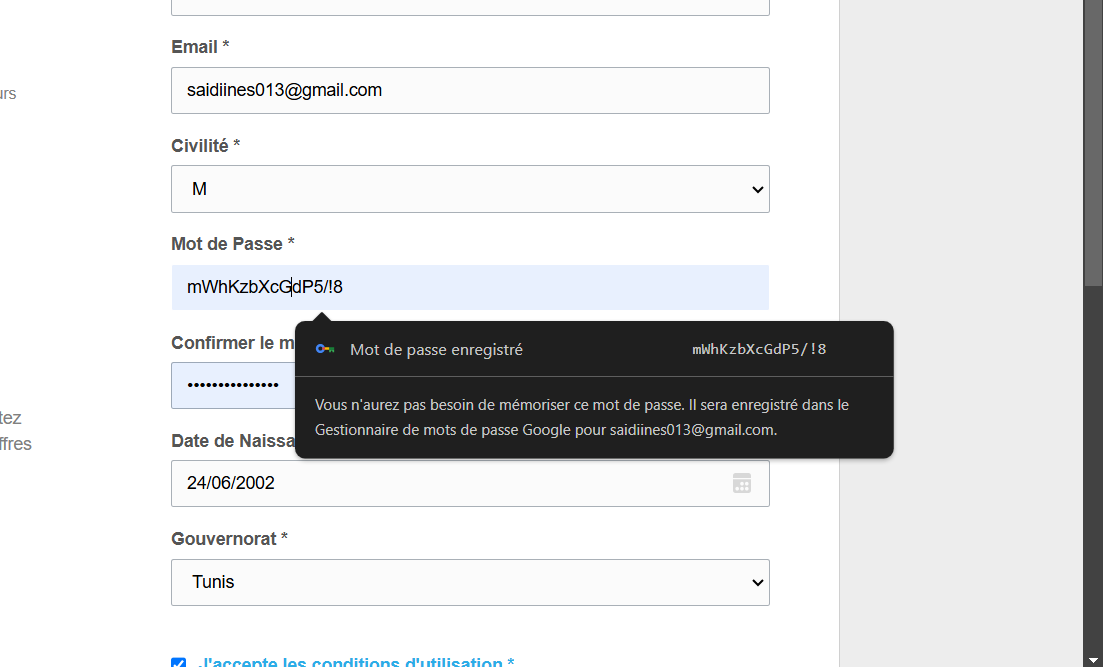 Email *
saidiines013@gmail.com
urs
Civilité *
M
Mot de Passe *
mWhKzbXcGdP5/!8
Confirmer le m
Mot de passe enregistré mWhKzbXcGdP5/!8
•••••••••••••••
Vous n'aurez pas besoin de mémoriser ce mot de passe. Il sera enregistré dans le
Gestionnaire de mots de passe Google pour saidiines013@gmail.com.
tez
ffres
Date de Naissa
24/06/2002
Gouvernorat *
Tunis
J'accepte les conditions d'utilisation *